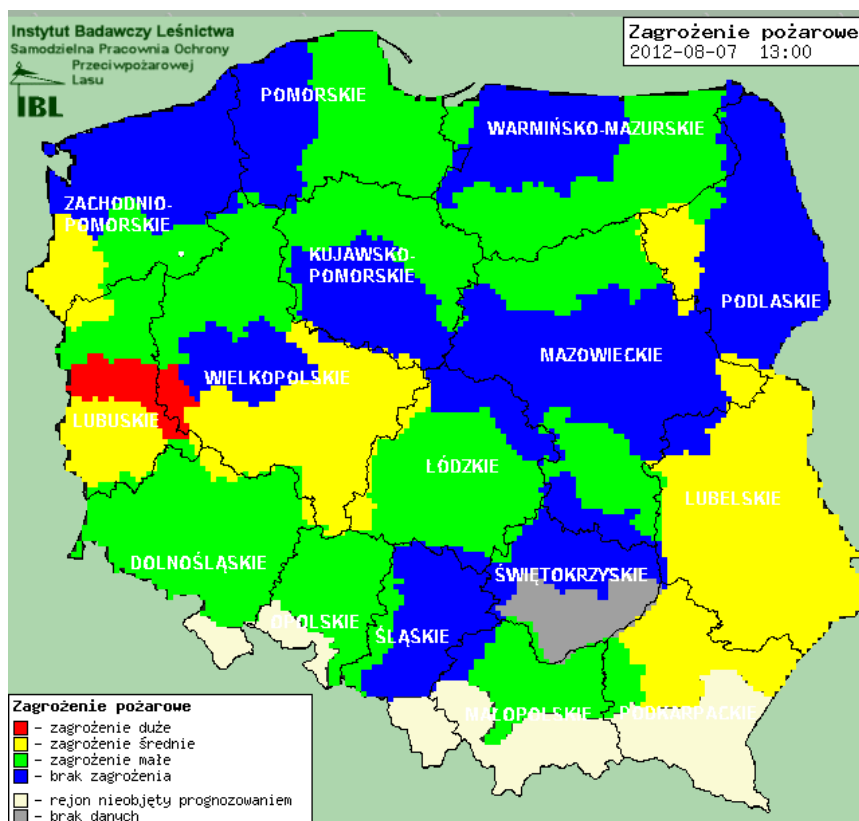 Instytut Badawczy Leśnictwa
Samodzielna Pracownia Ochrony
Przeciwpożarowej
Lasu
IBL
Zagrożenie pożarowe
2012-08-07 13:00
POMORSKIE
WARMIŃSKO-MAZURSKIE
ZACHODNIO-
POMORSKIE
KUJAWSKO-
POMORSKIE
PODLASKIE
MAZOWIECKIE
WIELKOPOLSKIE
LUBUSKIE
ŁÓDZKIE
LUBELSKIE
DOLNOŚLĄSKIE
ŚWIĘTOKRZYSKIE
OPOLSKIE
ŚLĄSKIE
MAŁOPOLSKIE
PODKARPACKIE
Zagrożenie pożarowe
- zagrożenie duże
- zagrożenie średnie
- zagrożenie małe
- brak zagrożenia
- rejon nieobjęty prognozowaniem
- brak danych